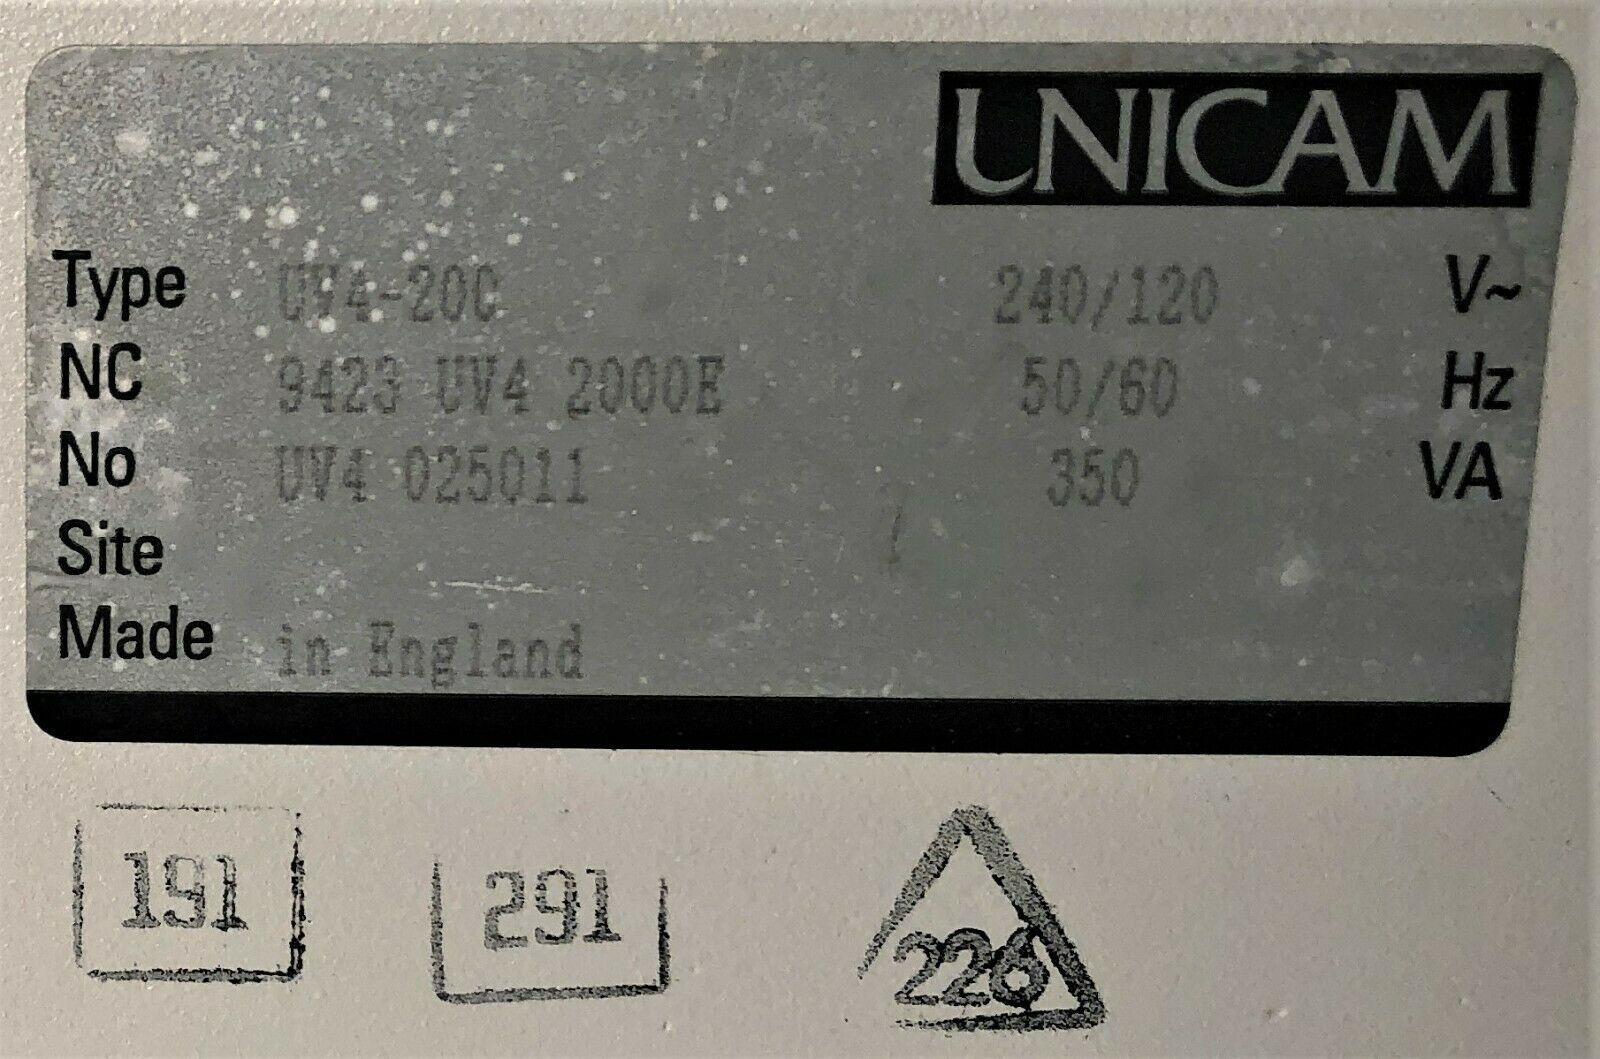 UNICAM
Type UV4-20C 240/120 V~
NC 9423 UV4 2000E 50/60 Hz
No UV4 025011 350 VA
Site
Made in England
191 291 226